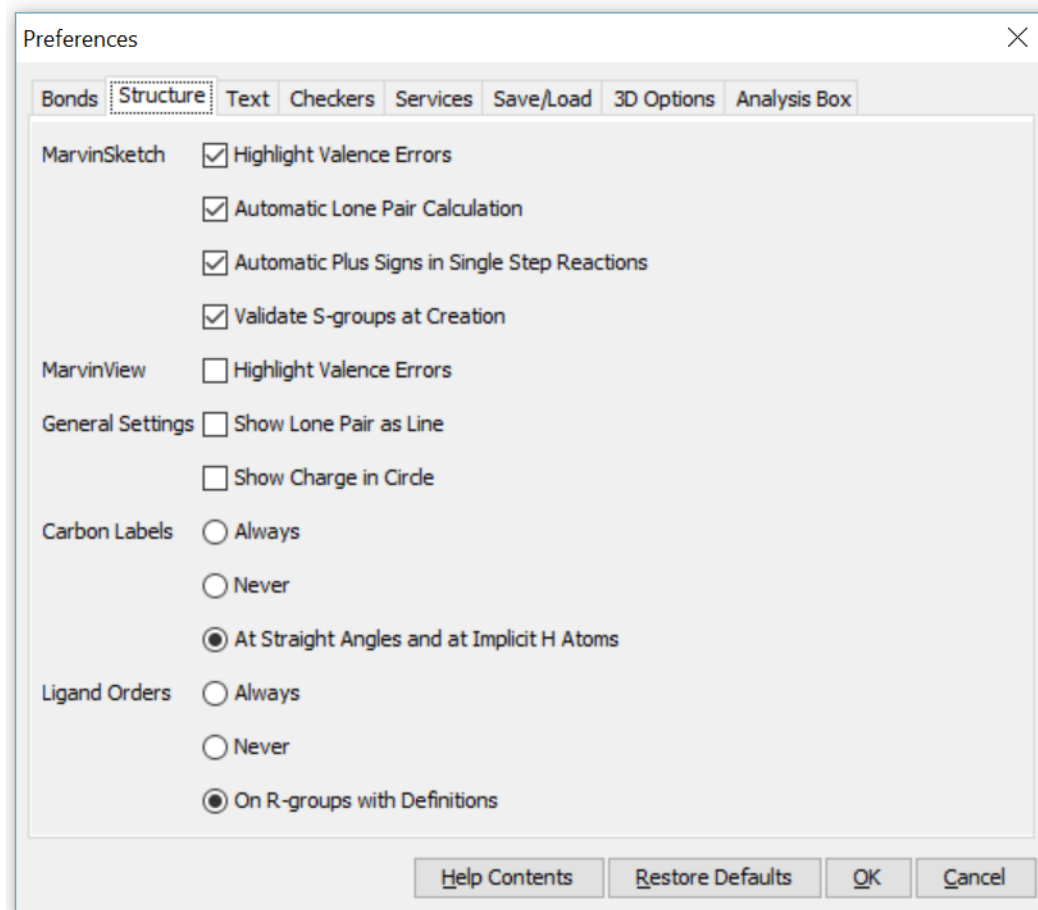 Preferences
Bonds Structure Text Checkers Services Save/Load 3D Options Analysis Box
MarvinSketch Highlight Valence Errors
Automatic Lone Pair Calculation
Automatic Plus Signs in Single Step Reactions
Validate S-groups at Creation
MarvinView Highlight Valence Errors
General Settings Show Lone Pair as Line
Show Charge in Circle
Carbon Labels Always
Never
At Straight Angles and at Implicit H Atoms
Ligand Orders Always
Never
On R-groups with Definitions
Help Contents Restore Defaults OK Cancel